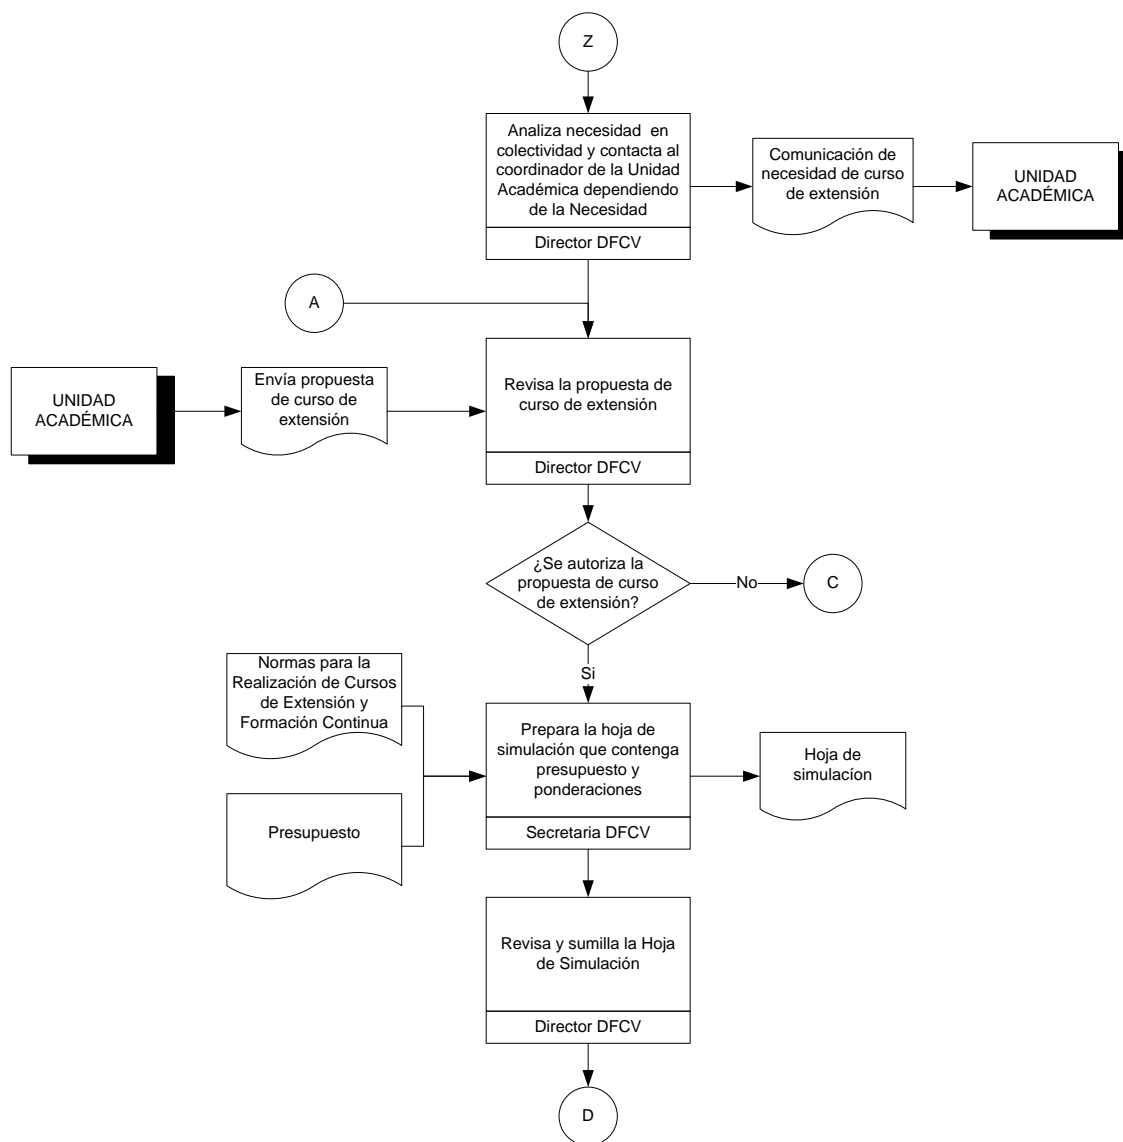 Z
Analiza necesidad en
colectividad y contacta al
coordinador de la Unidad
Académica dependiendo
de la Necesidad
Director DFCV
Comunicación de
necesidad de curso
de extensión
UNIDAD
ACADÉMICA
A
UNIDAD
ACADÉMICA
Envía propuesta
de curso de
extensión
Revisa la propuesta de
curso de extensión
Director DFCV
¿Se autoriza la
propuesta de curso
de extensión?
No
C
Si
Normas para la
Realización de Cursos
de Extensión y
Formación Continua
Presupuesto
Prepara la hoja de
simulación que contenga
presupuesto y
ponderaciones
Secretaria DFCV
Hoja de
simulacíon
Revisa y sumilla la Hoja
de Simulación
Director DFCV
D